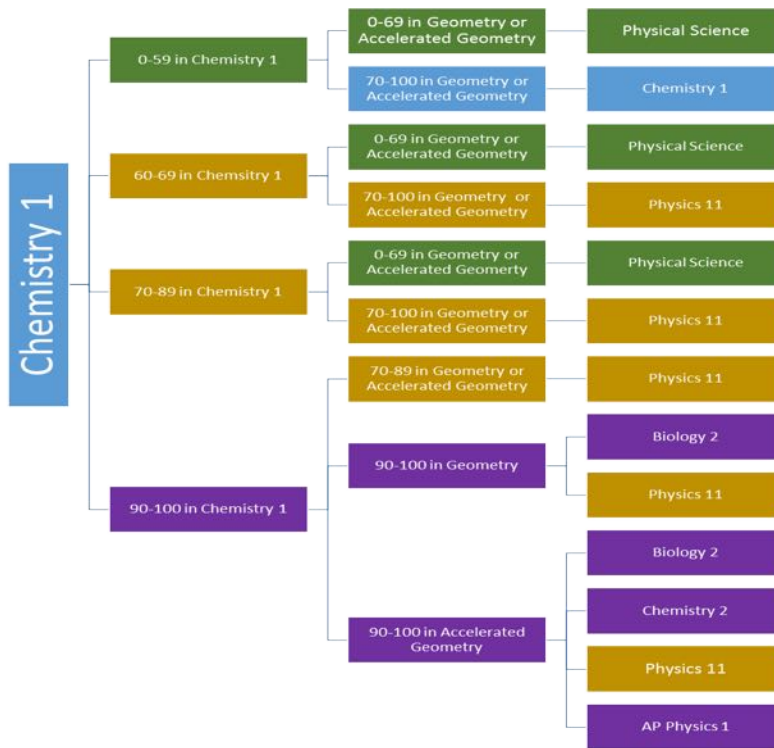 Chemistry 1
0-59 in Chemistry 1
0-69 in Geometry or
Accelerated Geometry
Physical Science
70-100 in Geometry or
Accelerated Geometry
Chemistry 1
60-69 in Chemsitry 1
0-69 in Geometry or
Accelerated Geometry
Physical Science
70-100 in Geometry or
Accelerated Geometry
Physics 11
70-89 in Chemistry 1
0-69 in Geometry or
Accelerated Geomerty
Physical Science
70-100 in Geometry or
Accelerated Geometry
Physics 11
90-100 in Chemistry 1
70-89 in Geometry or
Accelerated Geometry
Physics 11
90-100 in Geometry
Biology 2
Physics 11
90-100 in Accelerated
Geometry
Biology 2
Chemistry 2
Physics 11
AP Physics 1